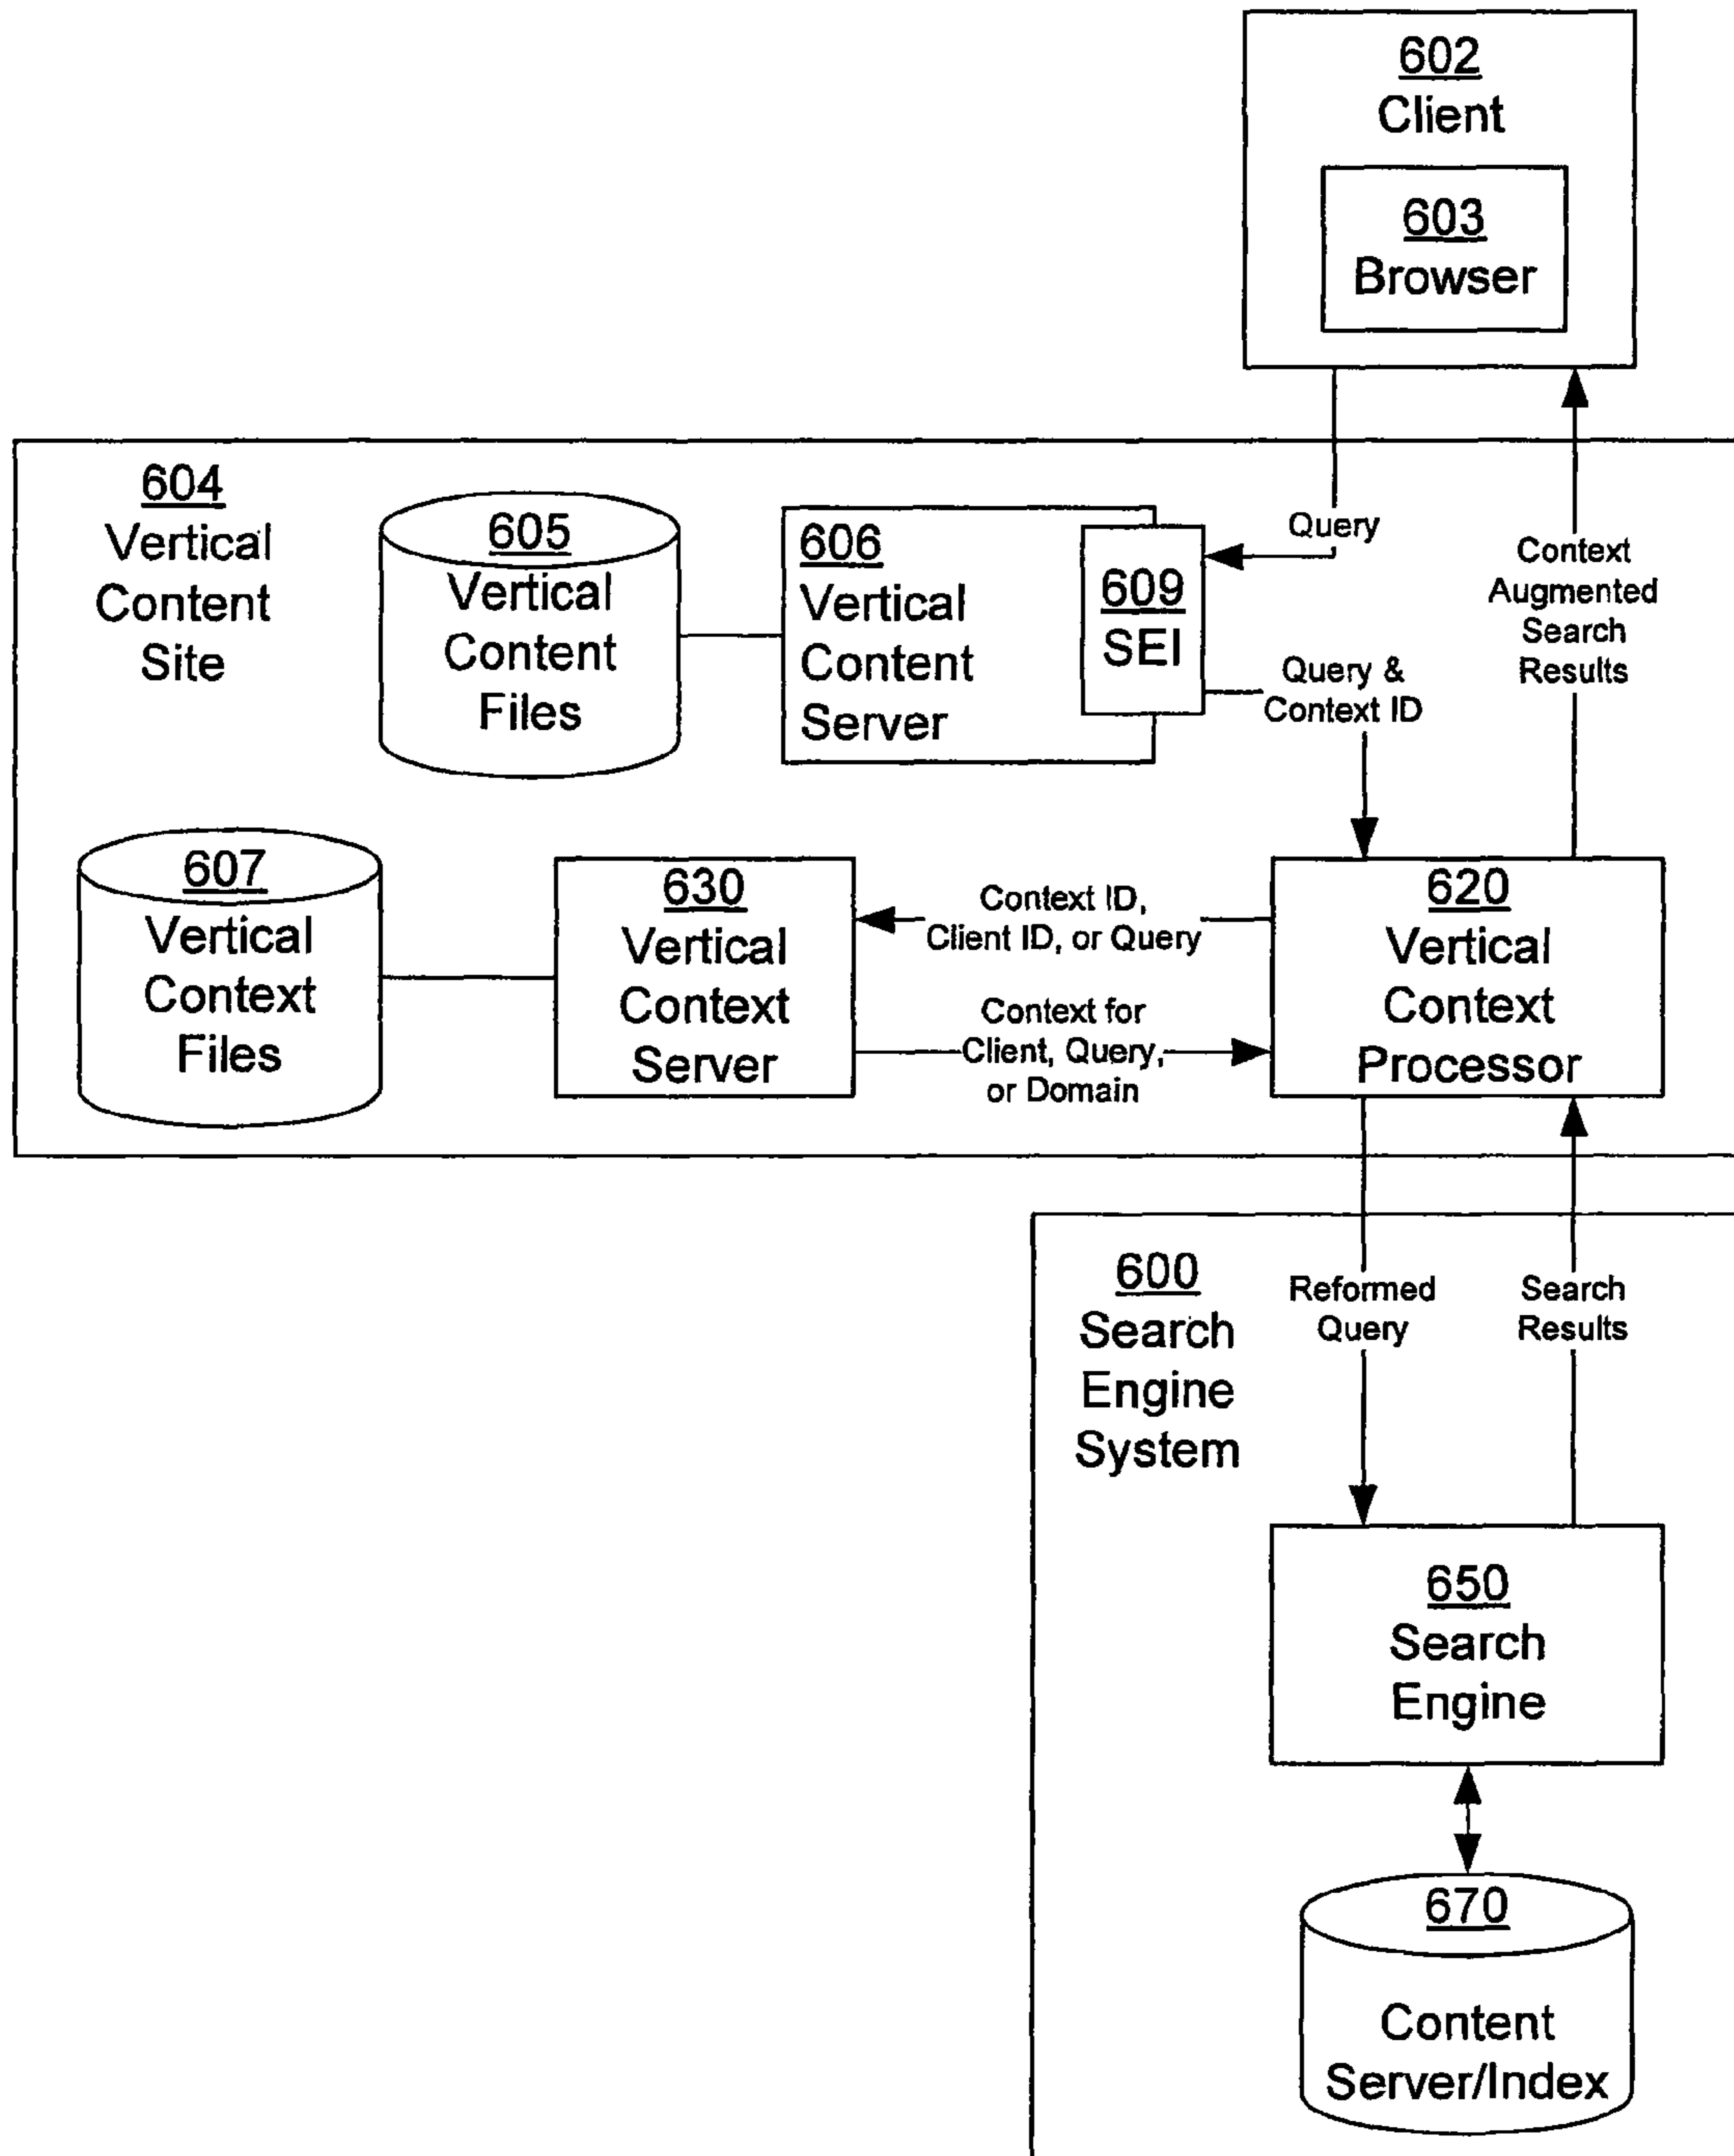 602
Client
603
Browser
604
Vertical
Content
Site
605
Vertical
Content
Files
606
Vertical
Content
Server
609
SEI
Query
Query &
Context ID
Context
Augmented
Search
Results
607
Vertical
Context
Files
630
Vertical
Context
Server
Context ID,
Client ID, or Query
Context for
Client, Query,
or Domain
620
Vertical
Context
Processor
600
Search
Engine
System
Reformed
Query
Search
Results
650
Search
Engine
670
Content
Server/Index